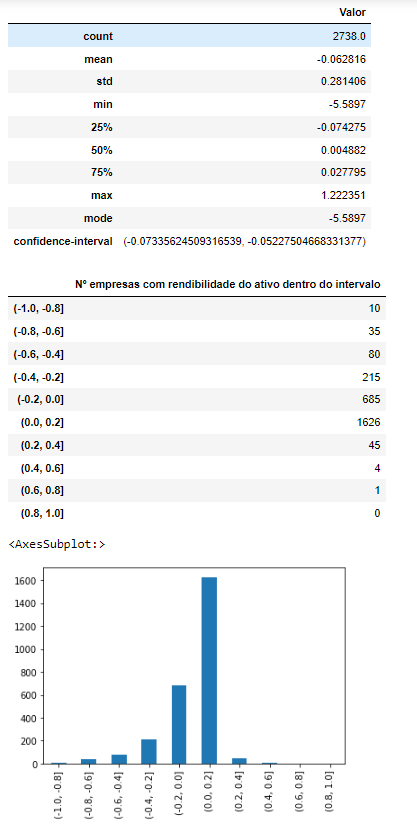 Valor
count 2738.0
mean -0.062816
std 0.281406
min -5.5897
25% -0.074275
50% 0.004882
75% 0.027795
max 1.222351
mode -5.5897
confidence-interval (-0.07335624509316539, -0.05227504668331377)
Nº empresas com rendibilidade do ativo dentro do intervalo
(-1.0, -0.8] 10
(-0.8, -0.6] 35
(-0.6, -0.4] 80
(-0.4, -0.2] 215
(-0.2, 0.0] 685
(0.0, 0.2] 1626
(0.2, 0.4] 45
(0.4, 0.6] 4
(0.6, 0.8] 1
(0.8, 1.0] 0
<AxesSubplot:>
1600
1400
1200
1000
800
600
400
200
0
(-1.0, -0.8]
(-0.8, -0.6]
(-0.6, -0.4]
(-0.4, -0.2]
(-0.2, 0.0]
(0.0, 0.2]
(0.2, 0.4]
(0.4, 0.6]
(0.6, 0.8]
(0.8, 1.0]